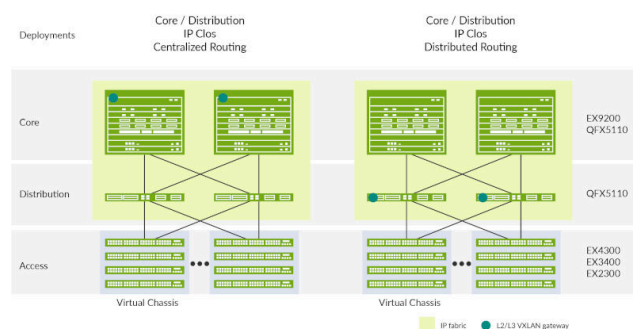 Deployments
Core / Distribution
IP Clos
Centralized Routing
Core / Distribution
IP Clos
Distributed Routing
Core
EX9200
QFX5110
Distribution
QFX5110
Access
EX4300
EX3400
EX2300
Virtual Chassis
Virtual Chassis
IP fabric
L2/L3 VXLAN gateway